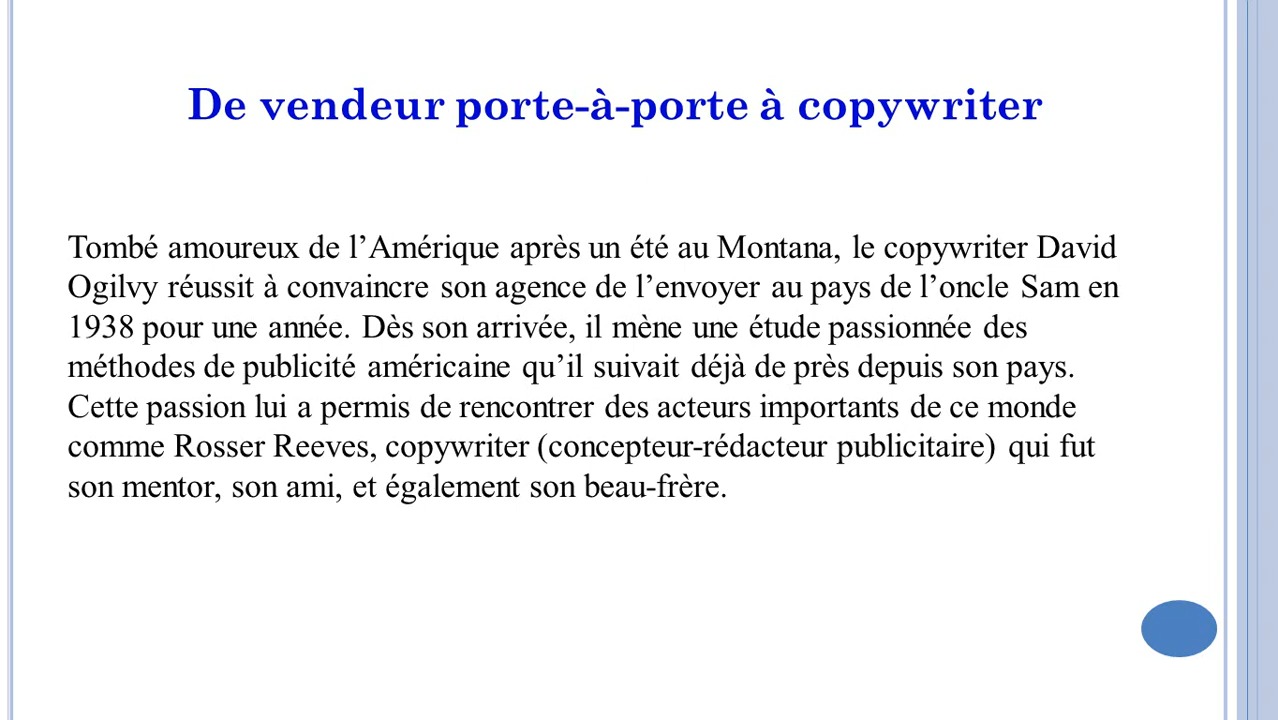 De vendeur porte-à-porte à copywriter
Tombé amoureux de l’Amérique après un été au Montana, le copywriter David
Ogilvy réussit à convaincre son agence de l’envoyer au pays de l’oncle Sam en
1938 pour une année. Dès son arrivée, il mène une étude passionnée des
méthodes de publicité américaine qu’il suivait déjà de près depuis son pays.
Cette passion lui a permis de rencontrer des acteurs importants de ce monde
comme Rosser Reeves, copywriter (concepteur-rédacteur publicitaire) qui fut
son mentor, son ami, et également son beau-frère.